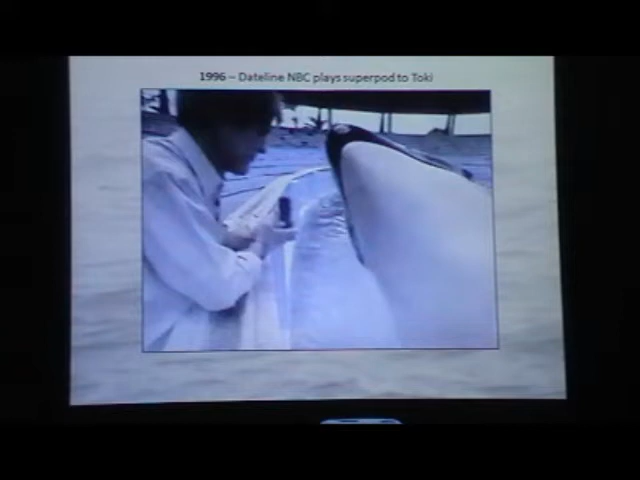 1996 – Dateline NBC plays superpod to Toki